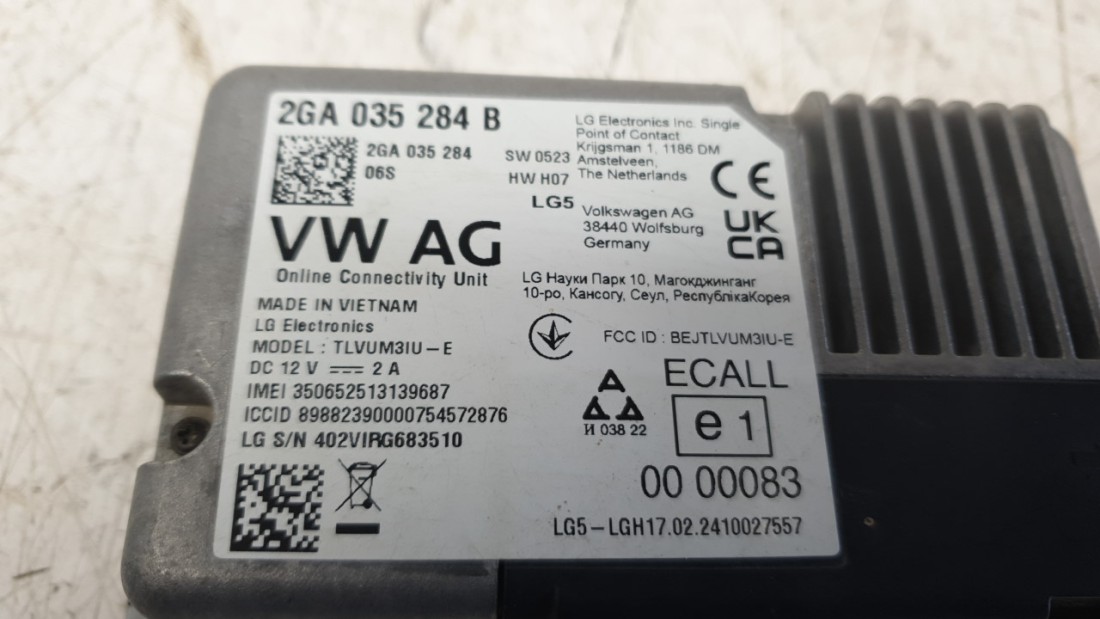 2GA 035 284 B
2GA 035 284
06S
SW 0523
HW H07
LG5
LG Electronics Inc. Single
Point of Contact
Krijgsman 1, 1186 DM
Amstelveen,
The Netherlands
CE
Volkswagen AG
38440 Wolfsburg
Germany
UK
CA
VW AG
Online Connectivity Unit
LG Науки Парк 10, Магокджинганг
10-ро, Кансогу, Сеул, РеспублікаКорея
MADE IN VIETNAM
LG Electronics
MODEL : TLVUM3IU-E
DC 12 V 2 A
IMEI 350652513139687
ICCID 89882390000754572876
LG S/N 402VIRG683510
FCC ID : BEJTLVUM3IU-E
И 038 22
ECALL
e 1
00 00083
LG5-LGH17.02.2410027557